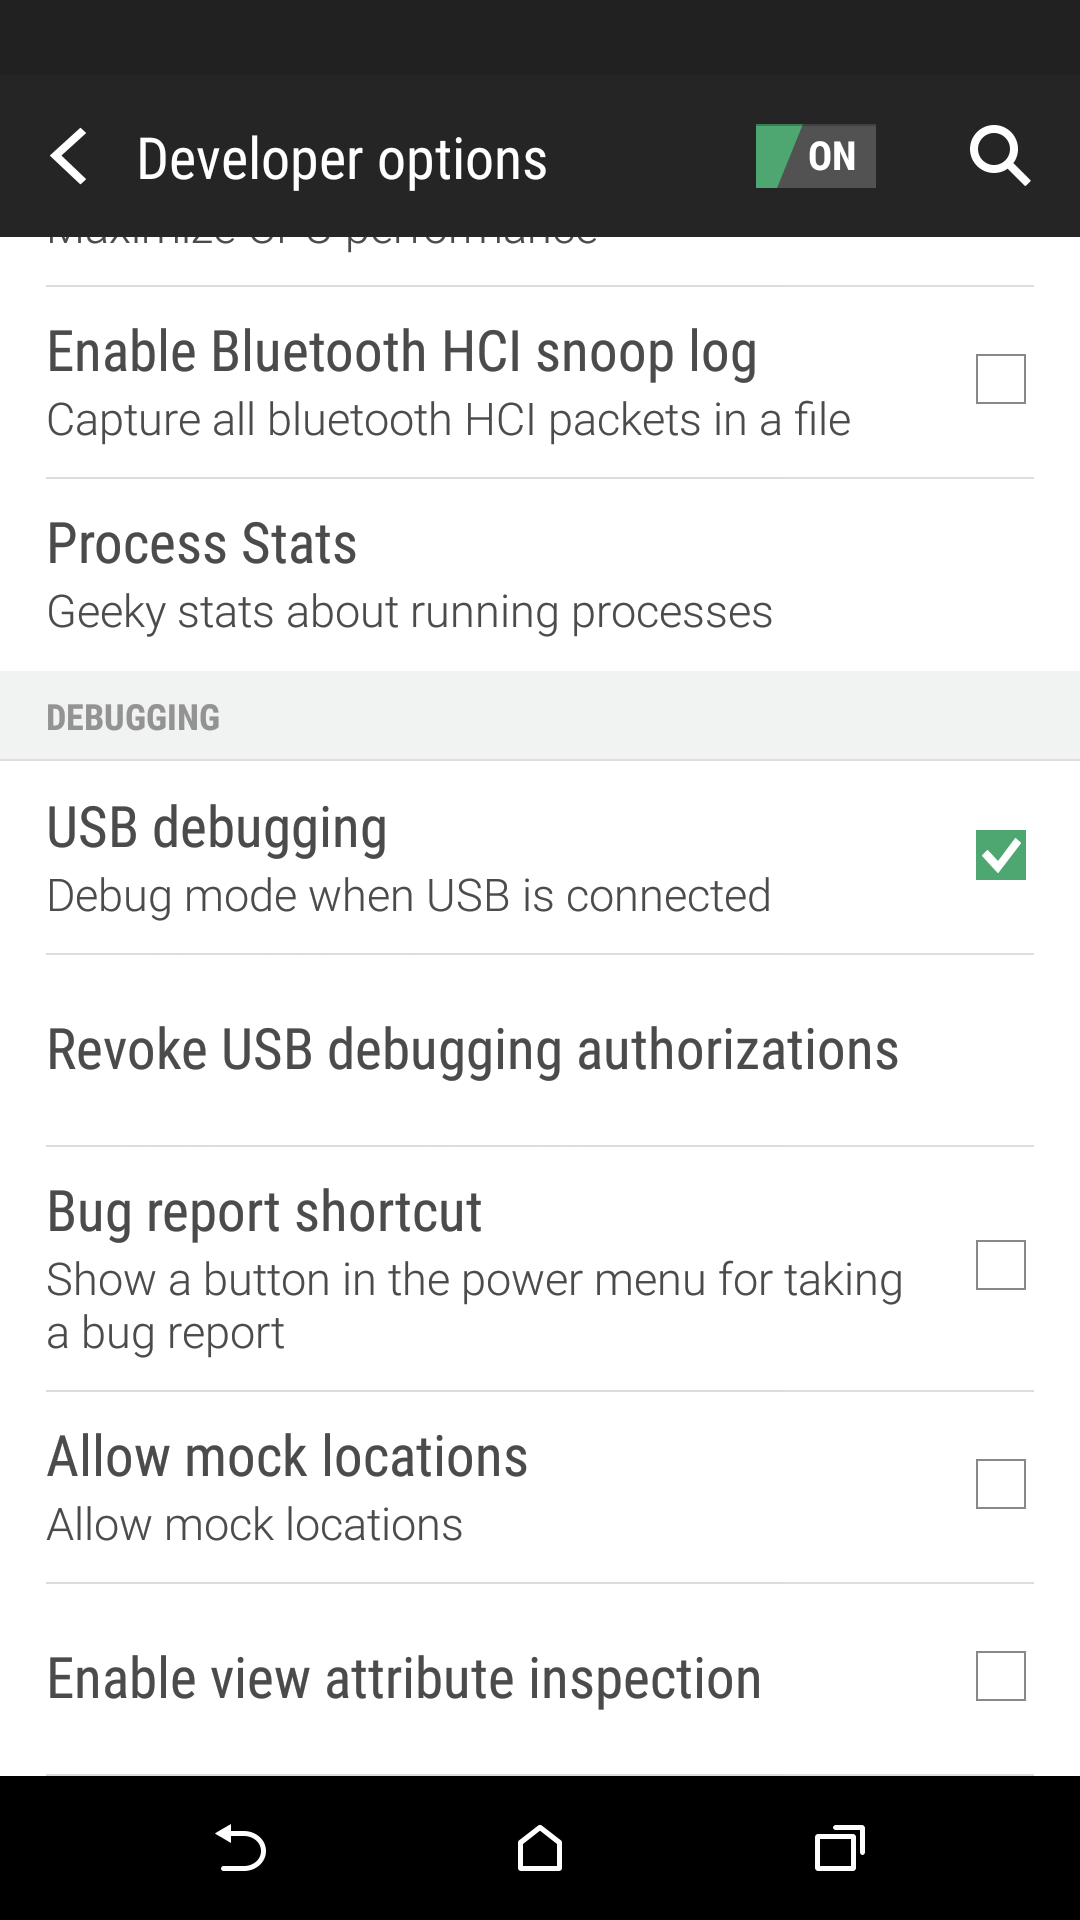 Developer options
ON
Maximize GPS performance
Enable Bluetooth HCI snoop log
Capture all bluetooth HCI packets in a file
Process Stats
Geeky stats about running processes
DEBUGGING
USB debugging
Debug mode when USB is connected
Revoke USB debugging authorizations
Bug report shortcut
Show a button in the power menu for taking
a bug report
Allow mock locations
Allow mock locations
Enable view attribute inspection